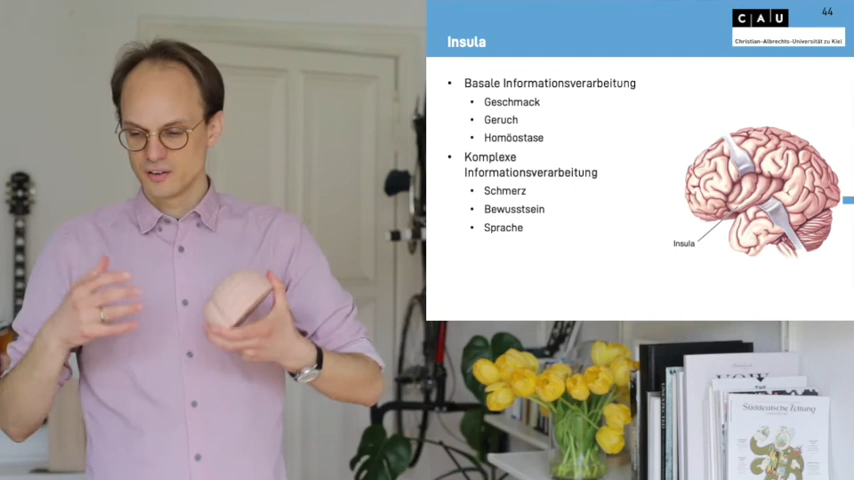 Insula
C A U
44
Christian-Albrechts-Universität zu Kiel
• Basale Informationsverarbeitung
• Geschmack
• Geruch
• Homöostase
• Komplexe
Informationsverarbeitung
• Schmerz
• Bewusstsein
• Sprache
Insula
Süddeutsche Zeitung